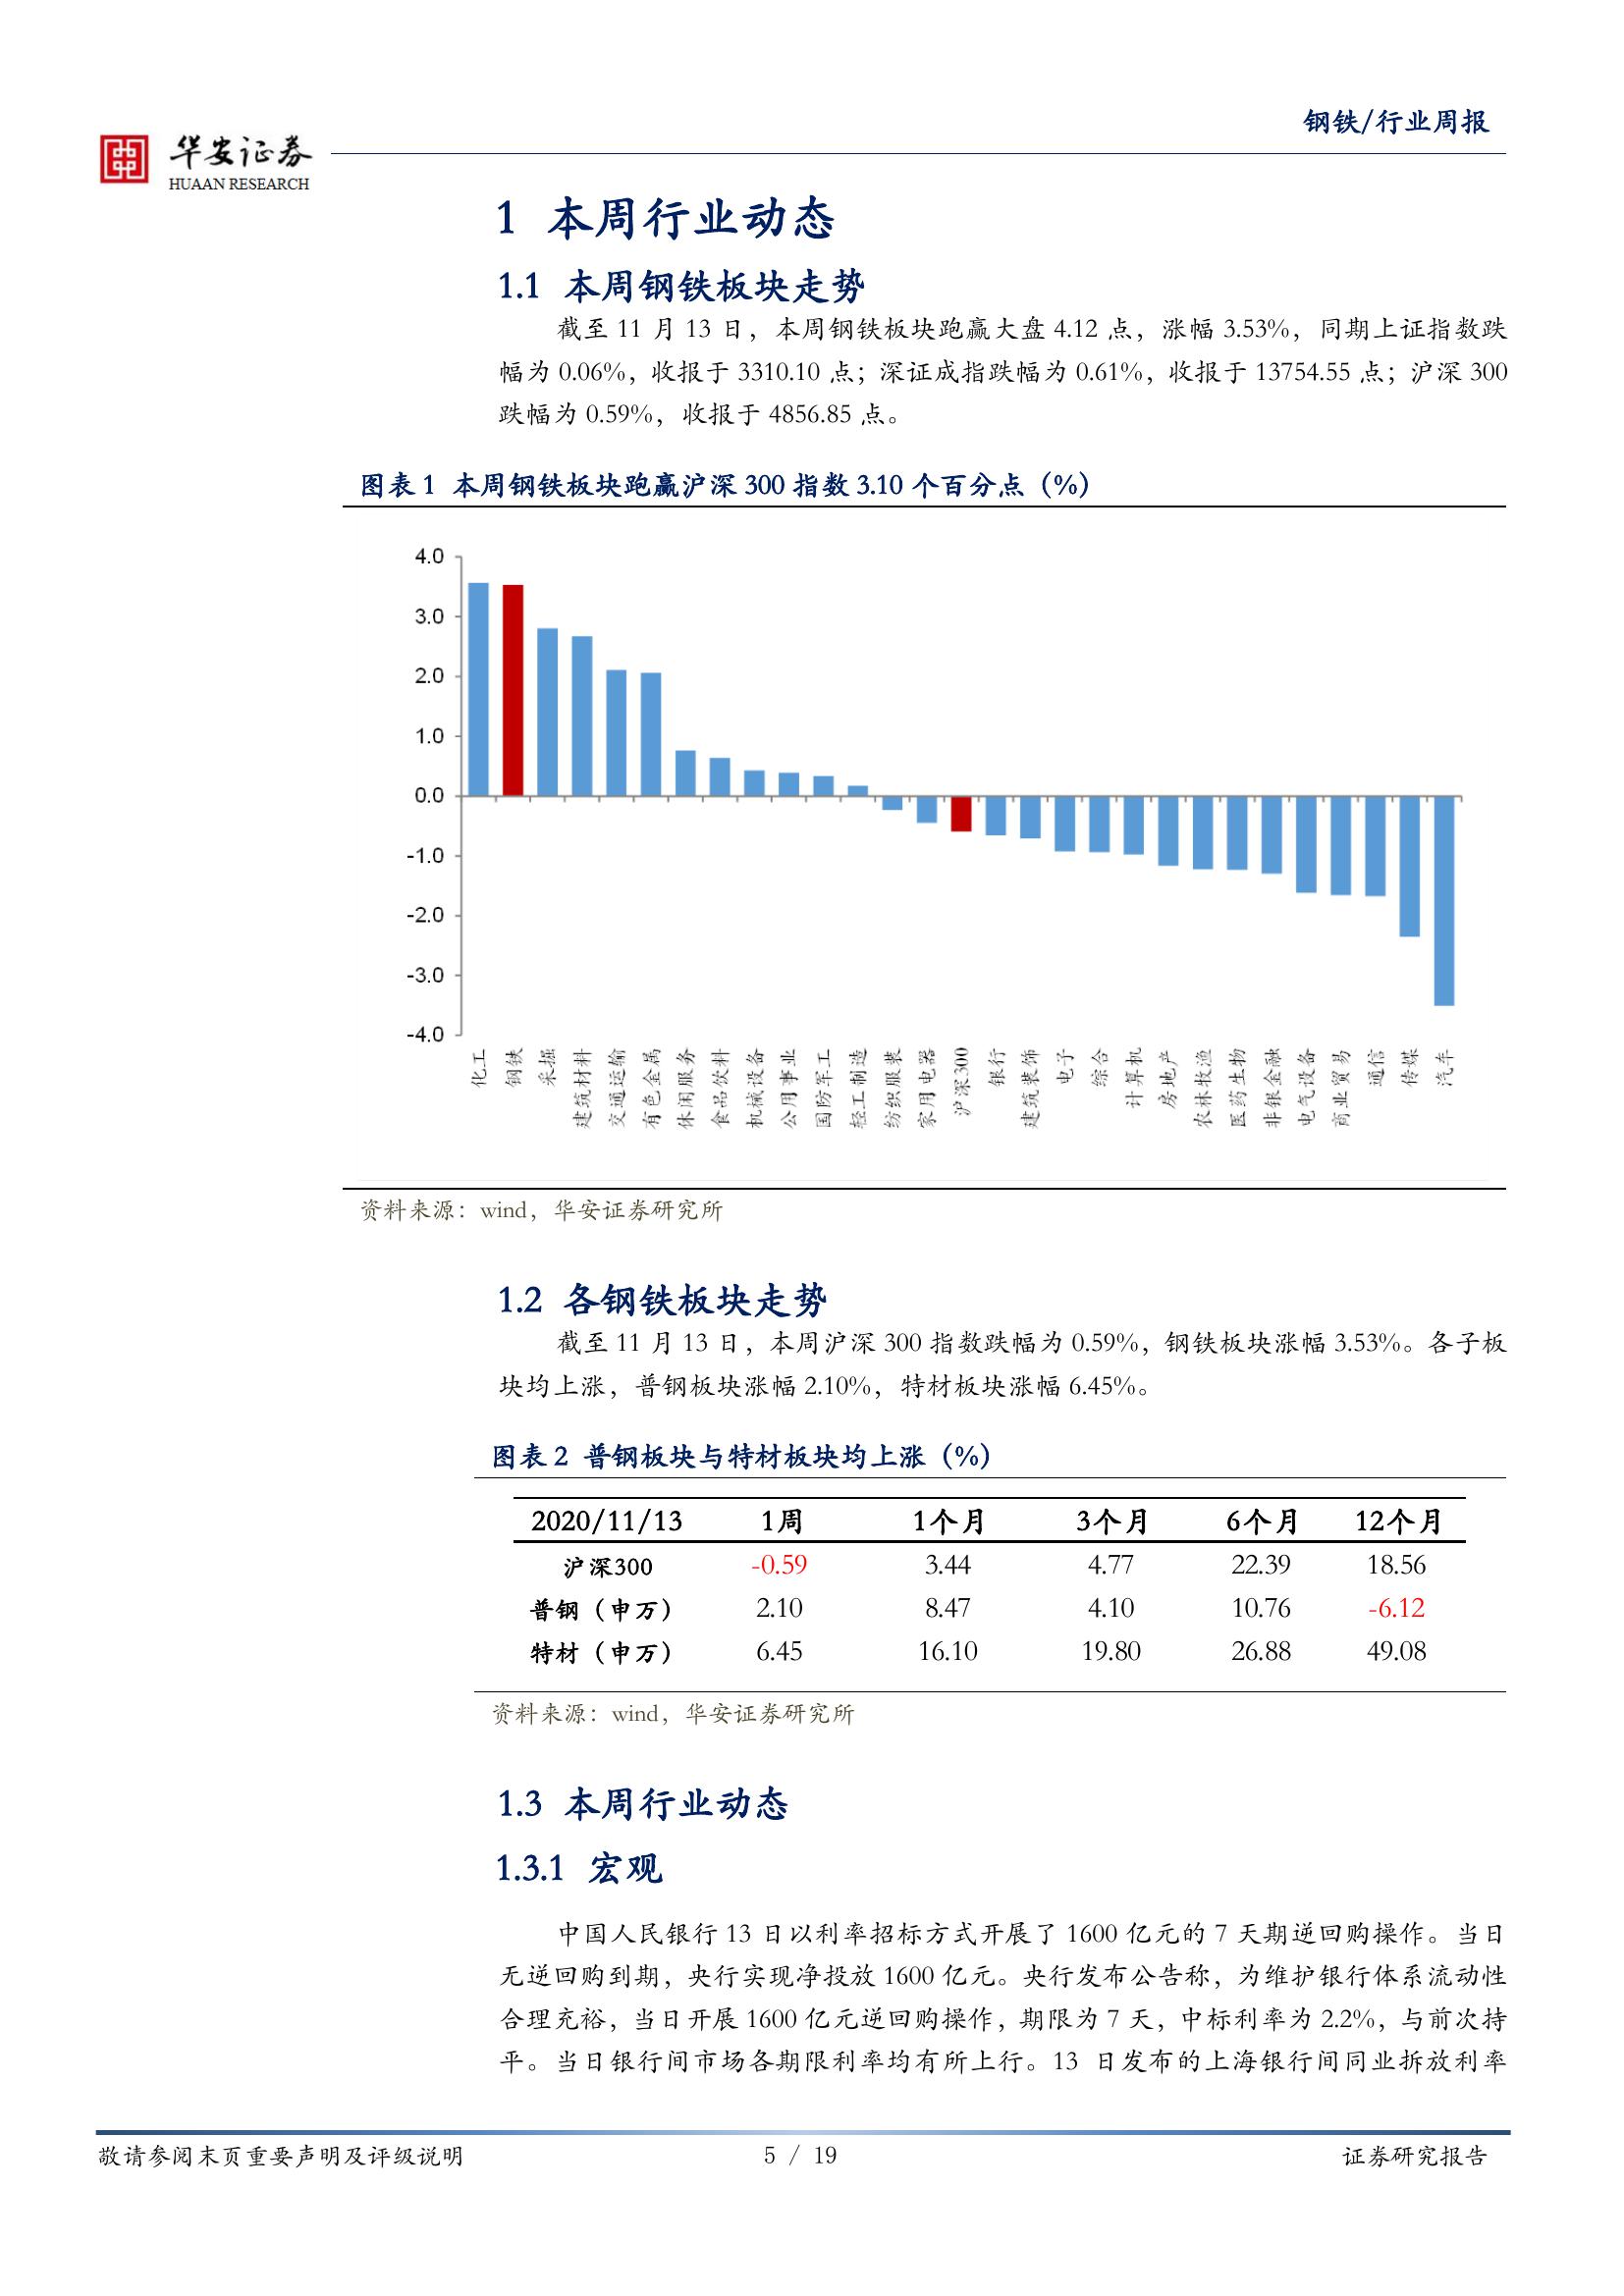 钢铁/行业周报
华安证券
HUAAN RESEARCH
1 本周行业动态
1.1 本周钢铁板块走势
截至 11 月 13 日，本周钢铁板块跑赢大盘 4.12 点，涨幅 3.53%，同期上证指数跌
幅为 0.06%，收报于 3310.10 点；深证成指跌幅为 0.61%，收报于 13754.55 点；沪深 300
跌幅为 0.59%，收报于 4856.85 点。
图表 1 本周钢铁板块跑赢沪深 300 指数 3.10 个百分点（%）
4.0
3.0
2.0
1.0
0.0
-1.0
-2.0
-3.0
-4.0
化工
钢铁
采掘
建筑材料
交通运输
有色金属
休闲服务
食品饮料
机械设备
公用事业
国防军工
轻工制造
纺织服装
家用电器
沪深300
银行
建筑装饰
电子
综合
计算机
房地产
农林牧渔
医药生物
非银金融
电气设备
商业贸易
通信
传媒
汽车
资料来源：wind，华安证券研究所
1.2 各钢铁板块走势
截至 11 月 13 日，本周沪深 300 指数跌幅为 0.59%，钢铁板块涨幅 3.53%。各子板
块均上涨，普钢板块涨幅 2.10%，特材板块涨幅 6.45%。
图表 2 普钢板块与特材板块均上涨（%）
2020/11/13 1周 1个月 3个月 6个月 12个月
沪深300 -0.59 3.44 4.77 22.39 18.56
普钢（申万） 2.10 8.47 4.10 10.76 -6.12
特材（申万） 6.45 16.10 19.80 26.88 49.08
资料来源：wind，华安证券研究所
1.3 本周行业动态
1.3.1 宏观
中国人民银行 13 日以利率招标方式开展了 1600 亿元的 7 天期逆回购操作。当日
无逆回购到期，央行实现净投放 1600 亿元。央行发布公告称，为维护银行体系流动性
合理充裕，当日开展 1600 亿元逆回购操作，期限为 7 天，中标利率为 2.2%，与前次持
平。当日银行间市场各期限利率均有所上行。13 日发布的上海银行间同业拆放利率
敬请参阅末页重要声明及评级说明 5 / 19 证券研究报告